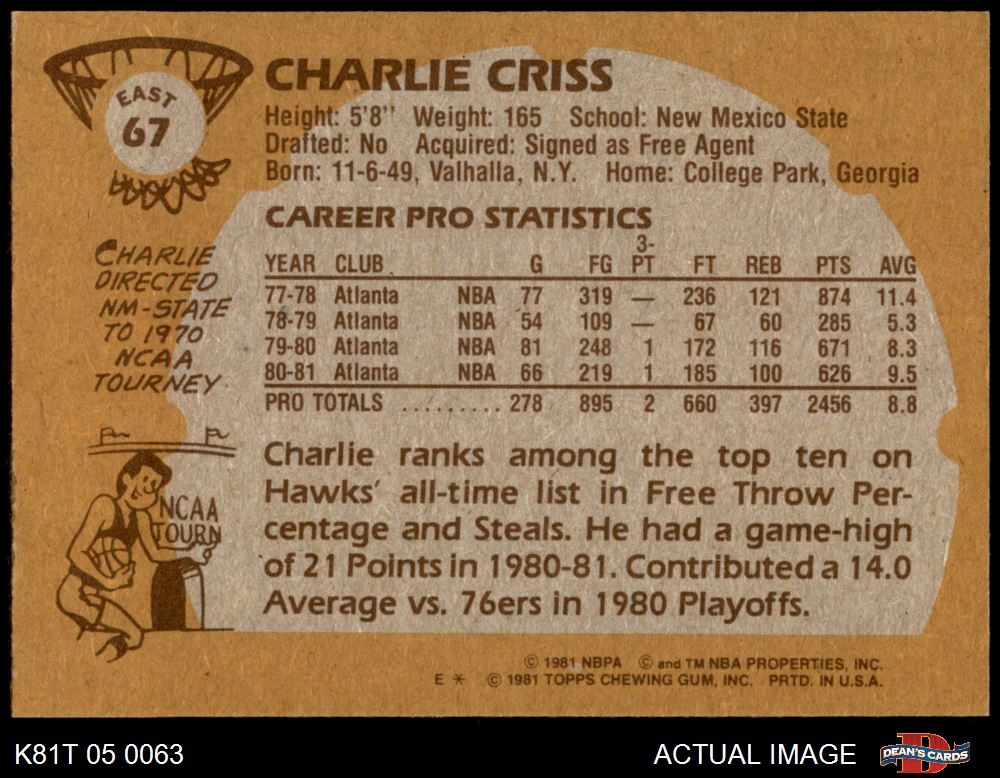 EAST
67
CHARLIE CRISS
Height: 5'8" Weight: 165 School: New Mexico State
Drafted: No Acquired: Signed as Free Agent
Born: 11-6-49, Valhalla, N.Y. Home: College Park, Georgia
CHARLIE
DIRECTED
NM-STATE
TO 1970
NCAA
TOURNEY
NCAA
TOURN
CAREER PRO STATISTICS
YEAR CLUB G FG 3-PT FT REB PTS AVG
77-78 Atlanta NBA 77 319 — 236 121 874 11.4
78-79 Atlanta NBA 54 109 — 67 60 285 5.3
79-80 Atlanta NBA 81 248 1 172 116 671 8.3
80-81 Atlanta NBA 66 219 1 185 100 626 9.5
PRO TOTALS ......... 278 895 2 660 397 2456 8.8
Charlie ranks among the top ten on
Hawks' all-time list in Free Throw Per-
centage and Steals. He had a game-high
of 21 Points in 1980-81. Contributed a 14.0
Average vs. 76ers in 1980 Playoffs.
© 1981 NBPA © and TM NBA PROPERTIES, INC.
E * © 1981 TOPPS CHEWING GUM, INC. PRTD. IN U.S.A.
K81T 05 0063
ACTUAL IMAGE
D
DEAN'S CARDS